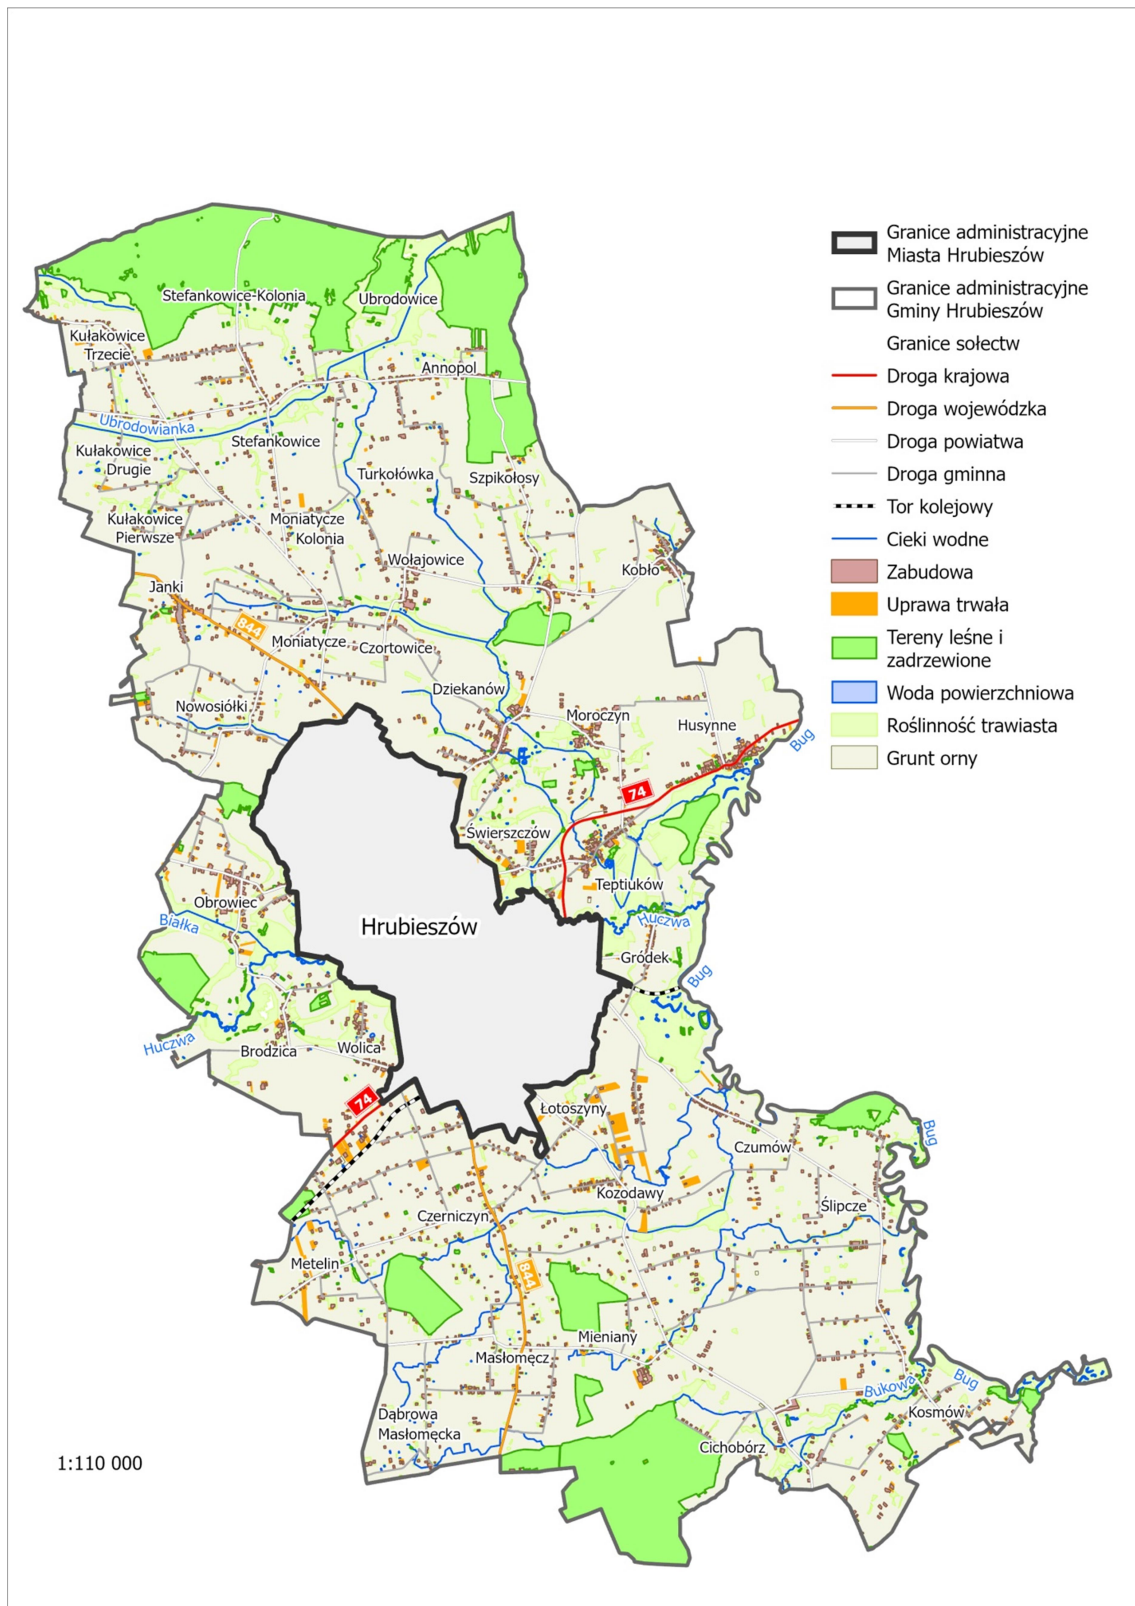 Granice administracyjne
Miasta Hrubieszów
Granice administracyjne
Gminy Hrubieszów
Granice sołectw
Droga krajowa
Droga wojewódzka
Droga powiatwa
Droga gminna
Tor kolejowy
Cieki wodne
Zabudowa
Uprawa trwała
Tereny leśne i
zadrzewione
Woda powierzchniowa
Roślinność trawiasta
Grunt orny
Stefankowice-Kolonia
Ubrodowice
Kułakowice
Trzecie
Annopol
Ubrodowianka
Stefankowice
Kułakowice
Drugie
Turkołówka
Szpikołosy
Kułakowice
Pierwsze
Moniatycze
Kolonia
Wołajowice
Kobło
Janki
844
Moniatycze
Czortowice
Dziekanów
Nowosiółki
Moroczyn
Husynne
Bug
74
Świerszczów
Teptiuków
Obrowiec
Białka
Hrubieszów
Huczwa
Gródek
Bug
Huczwa
Brodzica
Wolica
74
Łotoszyny
Czumów
Bug
Kozodawy
Ślipcze
Czerniczyn
Metelin
844
Mieniany
Masłomęcz
Bukowa
Bug
Kosmów
Dąbrowa
Masłomęcka
Cichobórz
1:110 000